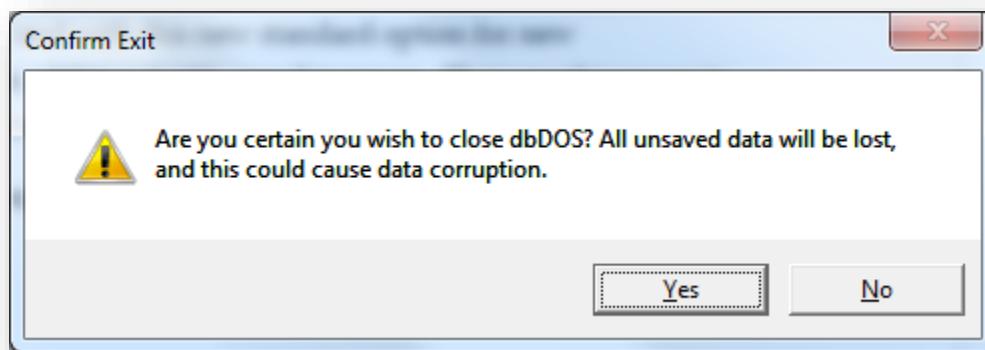 Confirm Exit
Are you certain you wish to close dbDOS? All unsaved data will be lost,
and this could cause data corruption.
Yes
No